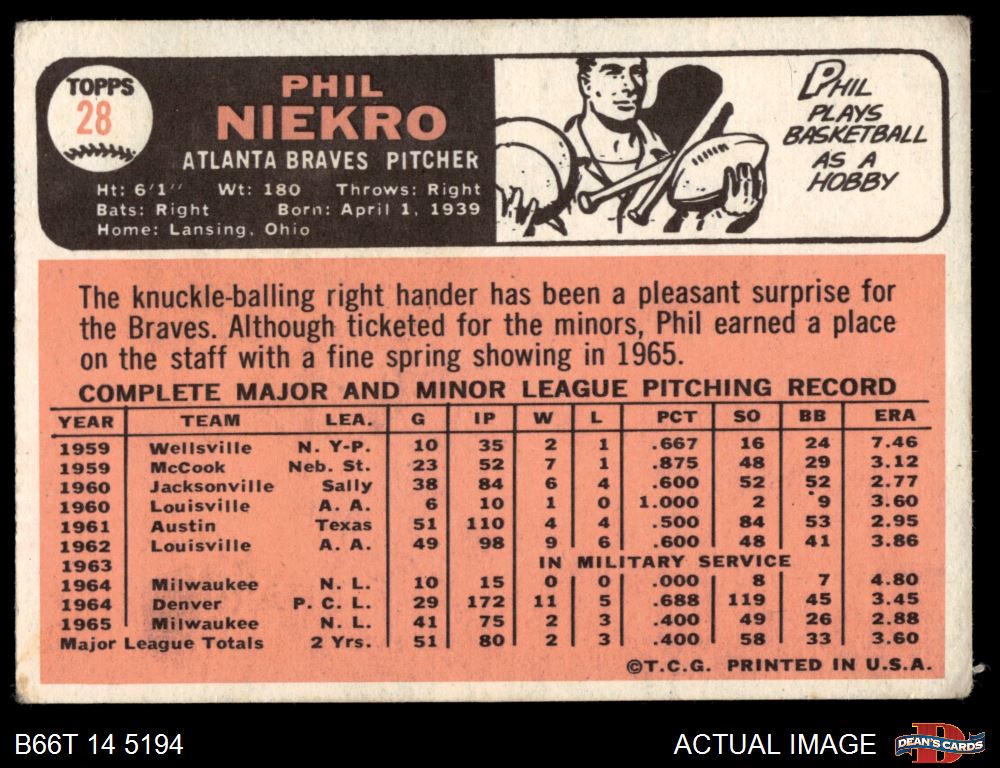 TOPPS
28
PHIL
NIEKRO
ATLANTA BRAVES PITCHER
Ht: 6'1" Wt: 180 Throws: Right
Bats: Right Born: April 1, 1939
Home: Lansing, Ohio
PHIL
PLAYS
BASKETBALL
AS A
HOBBY
The knuckle-balling right hander has been a pleasant surprise for
the Braves. Although ticketed for the minors, Phil earned a place
on the staff with a fine spring showing in 1965.
COMPLETE MAJOR AND MINOR LEAGUE PITCHING RECORD
YEAR TEAM LEA. G IP W L PCT SO BB ERA
1959 Wellsville N. Y-P. 10 35 2 1 .667 16 24 7.46
1959 McCook Neb. St. 23 52 7 1 .875 48 29 3.12
1960 Jacksonville Sally 38 84 6 4 .600 52 52 2.77
1960 Louisville A. A. 6 10 1 0 1.000 2 9 3.60
1961 Austin Texas 51 110 4 4 .500 84 53 2.95
1962 Louisville A. A. 49 98 9 6 .600 48 41 3.86
1963 IN MILITARY SERVICE
1964 Milwaukee N. L. 10 15 0 0 .000 8 7 4.80
1964 Denver P. C. L. 29 172 11 5 .688 119 45 3.45
1965 Milwaukee N. L. 41 75 2 3 .400 49 26 2.88
Major League Totals 2 Yrs. 51 80 2 3 .400 58 33 3.60
©T.C.G. PRINTED IN U.S.A.
B66T 14 5194
ACTUAL IMAGE
D
DEAN'S CARDS